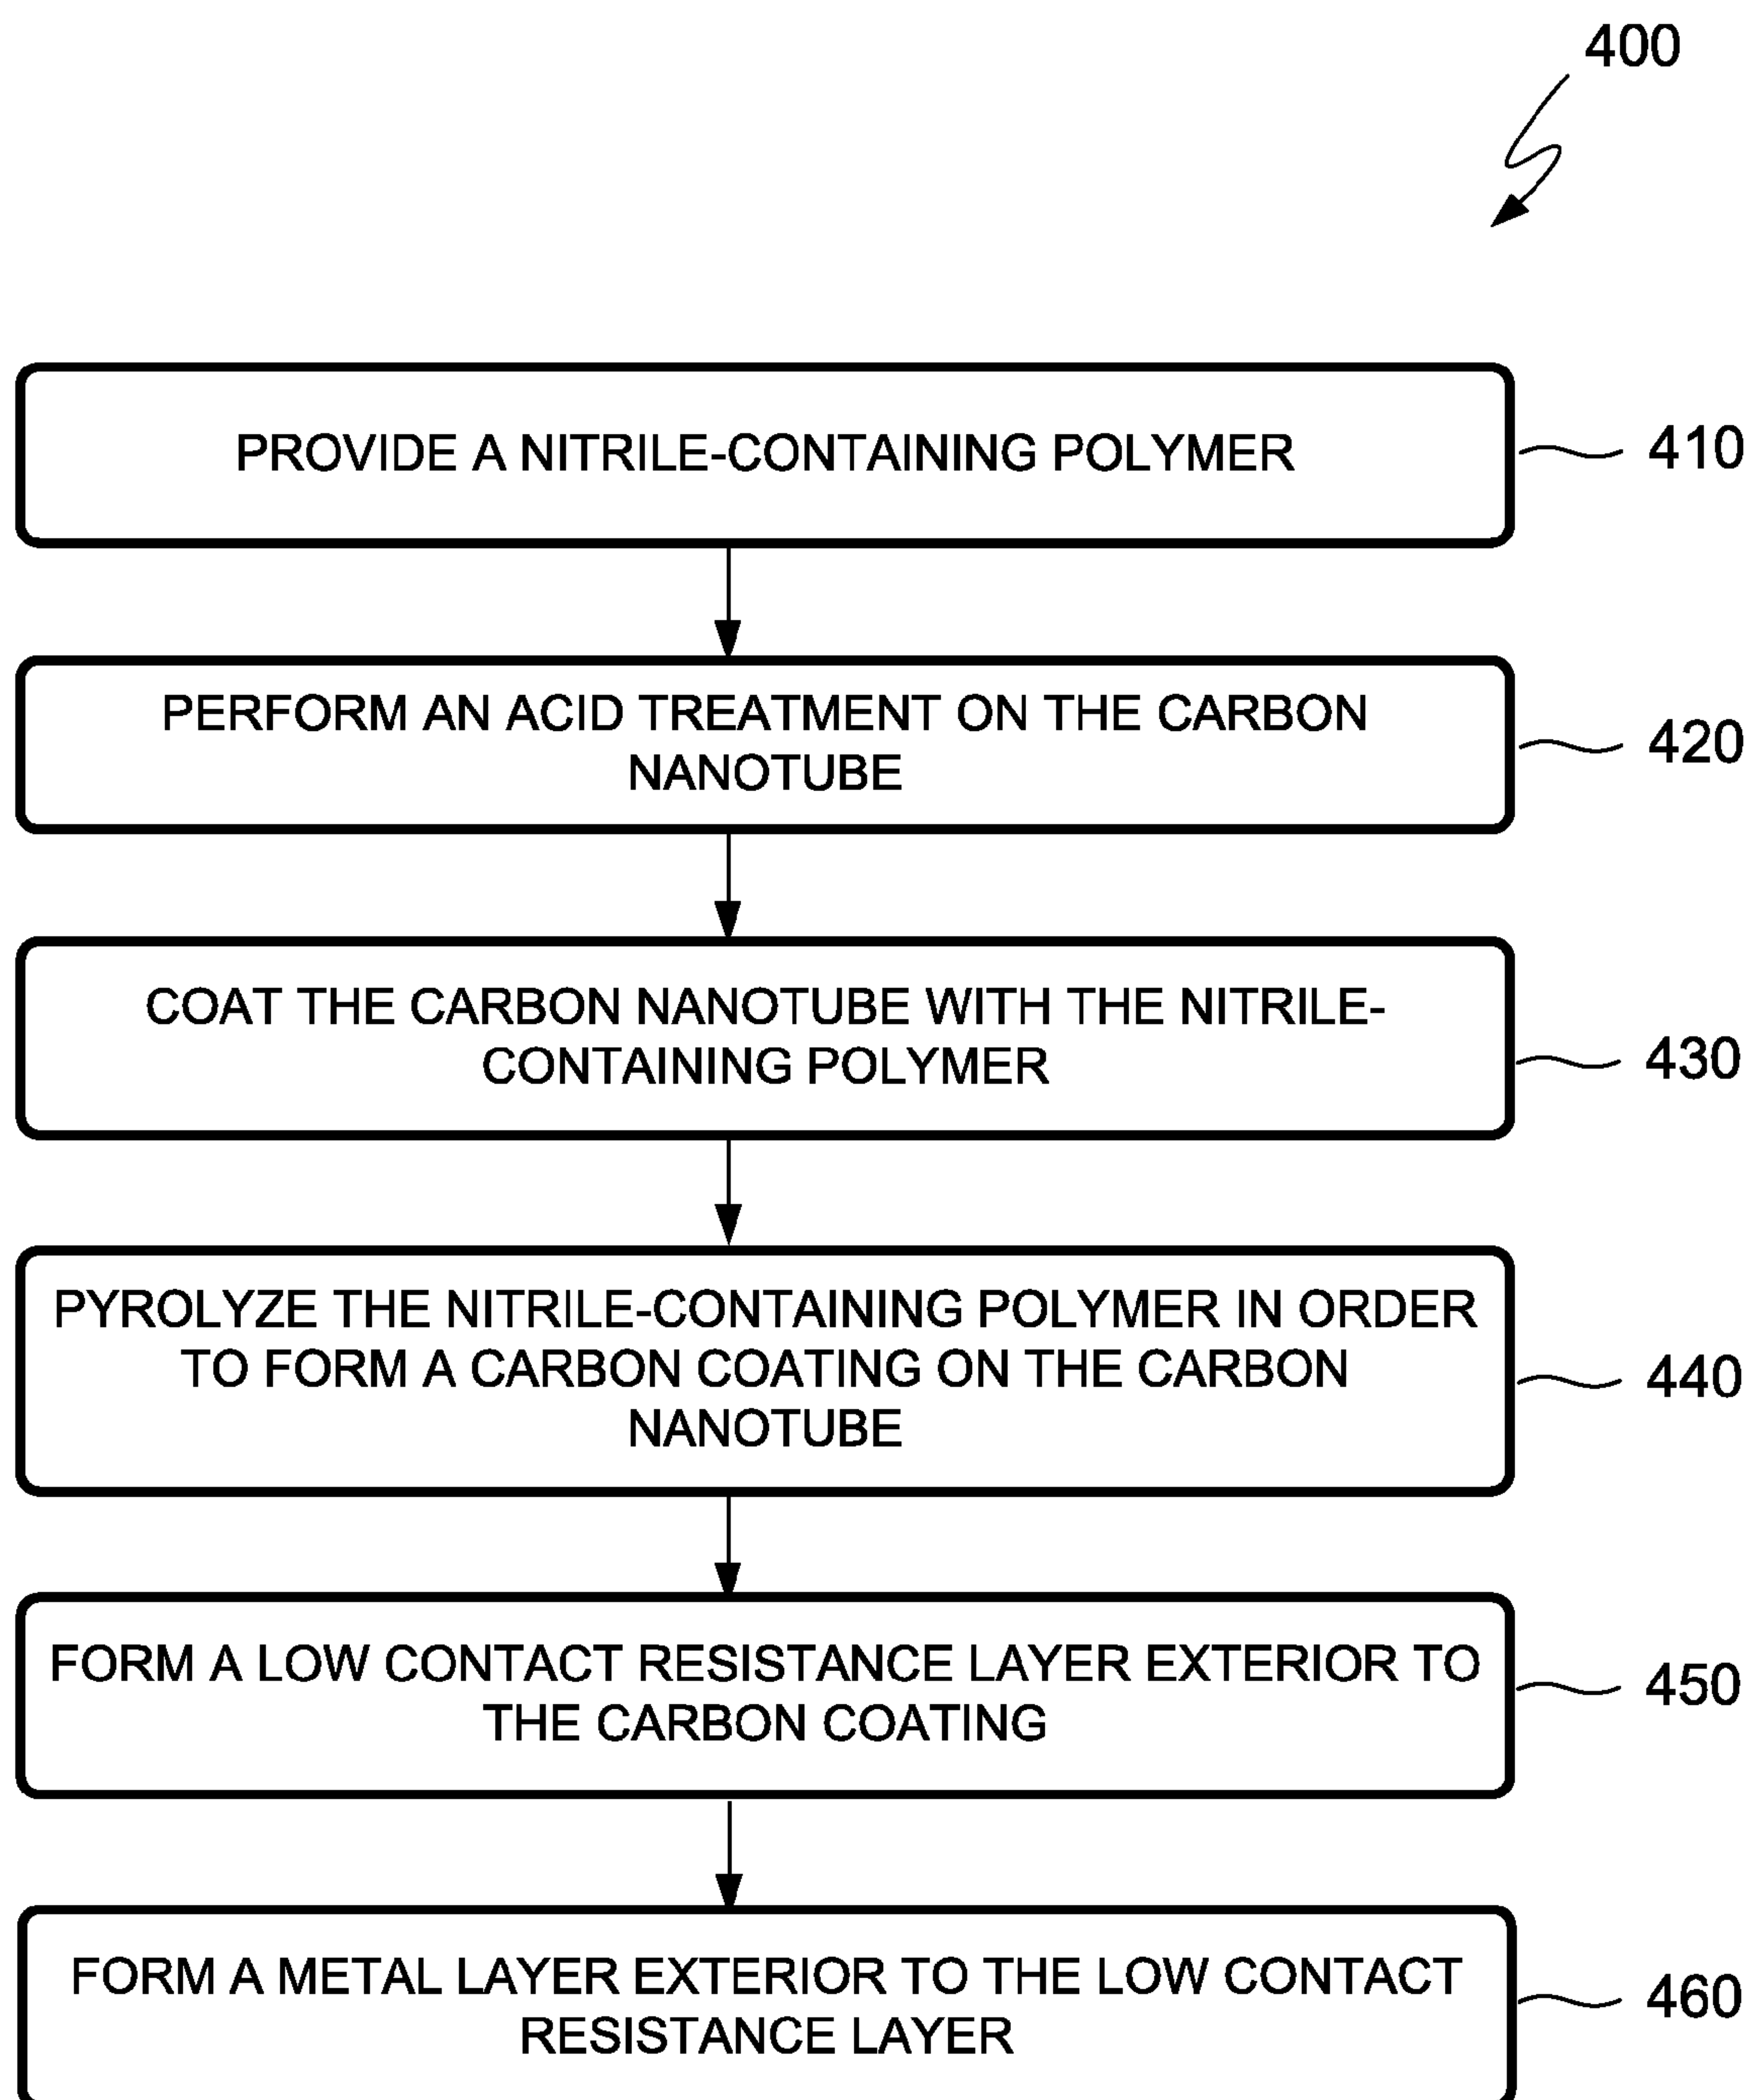 400
PROVIDE A NITRILE-CONTAINING POLYMER
410
PERFORM AN ACID TREATMENT ON THE CARBON
NANOTUBE
420
COAT THE CARBON NANOTUBE WITH THE NITRILE-
CONTAINING POLYMER
430
PYROLYZE THE NITRILE-CONTAINING POLYMER IN ORDER
TO FORM A CARBON COATING ON THE CARBON
NANOTUBE
440
FORM A LOW CONTACT RESISTANCE LAYER EXTERIOR TO
THE CARBON COATING
450
FORM A METAL LAYER EXTERIOR TO THE LOW CONTACT
RESISTANCE LAYER
460